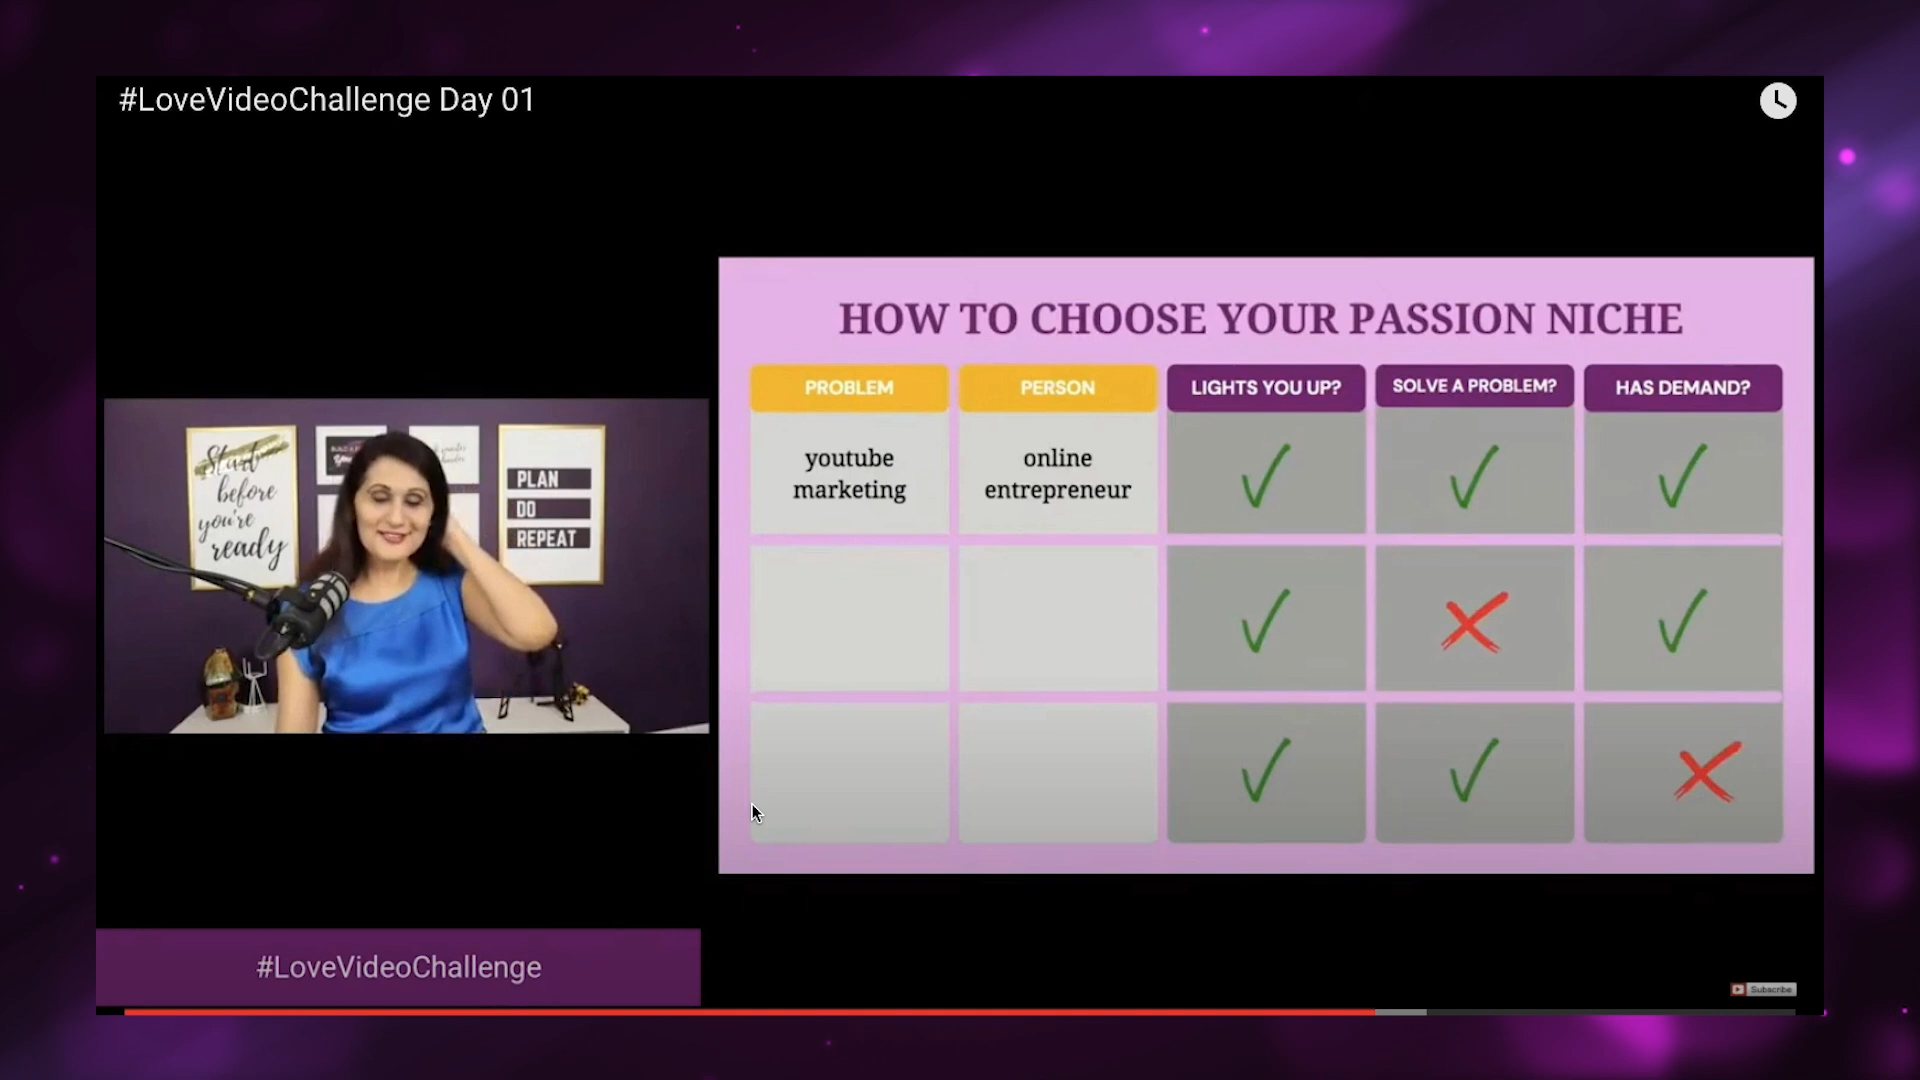 #LoveVideoChallenge Day 01
HOW TO CHOOSE YOUR PASSION NICHE
PROBLEM
PERSON
LIGHTS YOU UP?
SOLVE A PROBLEM?
HAS DEMAND?
youtube
marketing
online
entrepreneur
Start
before
you're
ready
PLAN
DO
REPEAT
#LoveVideoChallenge
Subscribe